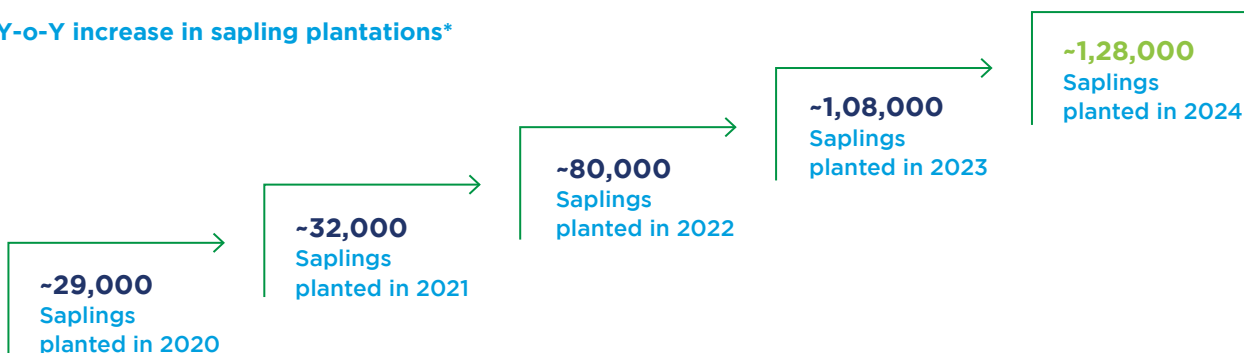 Y-o-Y increase in sapling plantations*
~29,000
Saplings
planted in 2020
~32,000
Saplings
planted in 2021
~80,000
Saplings
planted in 2022
~1,08,000
Saplings
planted in 2023
~1,28,000
Saplings
planted in 2024